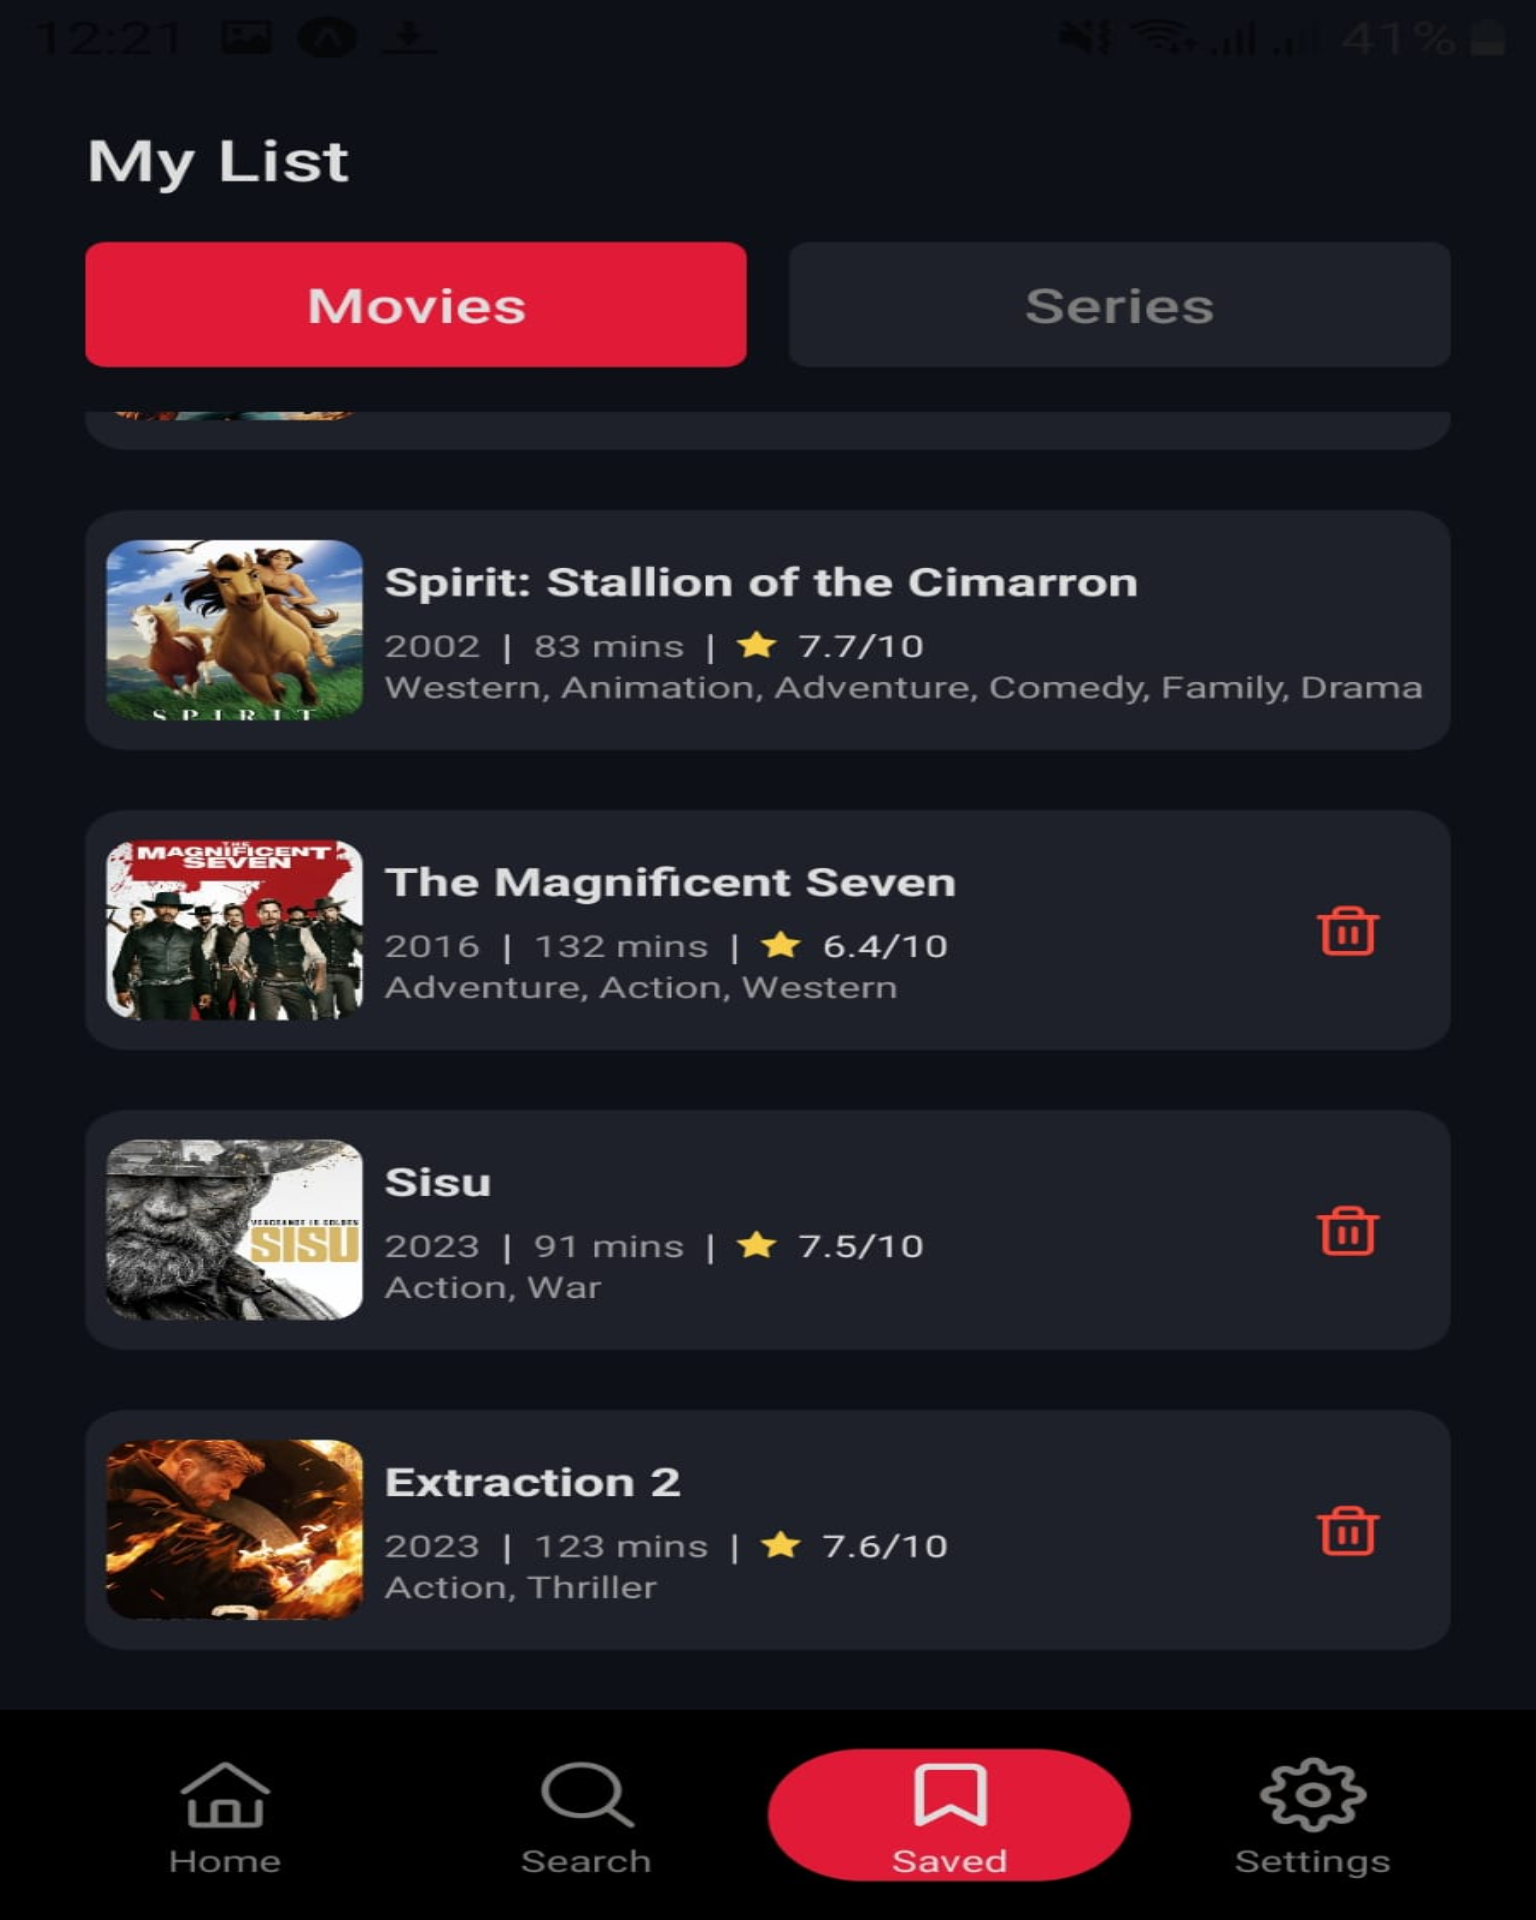 12:21 41%
My List
Movies Series
Spirit: Stallion of the Cimarron
2002 | 83 mins | 7.7/10
Western, Animation, Adventure, Comedy, Family, Drama
SPIRIT
THE
MAGNIFICENT
SEVEN
The Magnificent Seven
2016 | 132 mins | 6.4/10
Adventure, Action, Western
Sisu
VENGEANCE IS GOLDEN
SISU
2023 | 91 mins | 7.5/10
Action, War
Extraction 2
2023 | 123 mins | 7.6/10
Action, Thriller
Home Search Saved Settings